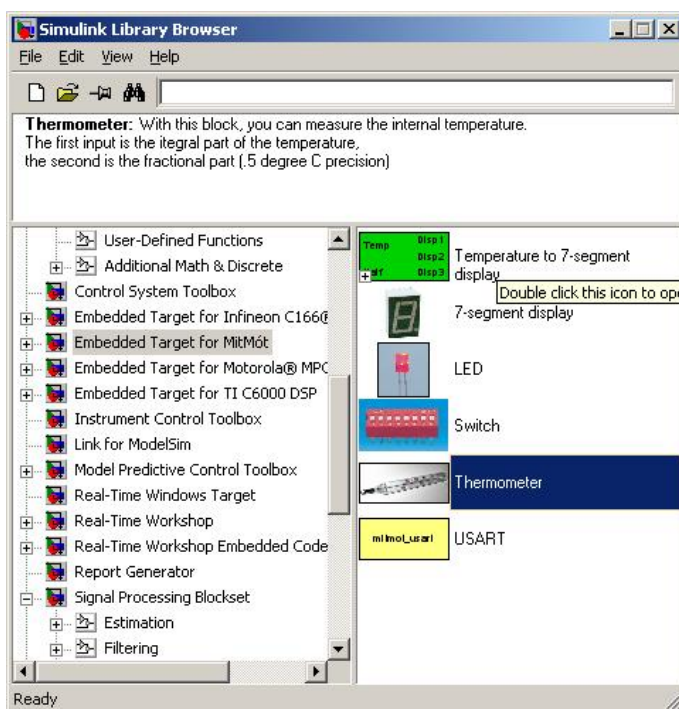 Simulink Library Browser
File Edit View Help
Thermometer: With this block, you can measure the internal temperature.
The first input is the itegral part of the temperature,
the second is the fractional part (.5 degree C precision)
User-Defined Functions
Additional Math & Discrete
Control System Toolbox
Embedded Target for Infineon C166®
Embedded Target for MitMót
Embedded Target for Motorola® MPC
Embedded Target for TI C6000 DSP
Instrument Control Toolbox
Link for ModelSim
Model Predictive Control Toolbox
Real-Time Windows Target
Real-Time Workshop
Real-Time Workshop Embedded Code
Report Generator
Signal Processing Blockset
Estimation
Filtering
Temp Disp1
Disp2
Disp3
Temperature to 7-segment
display
Double click this icon to ope
7-segment display
LED
Switch
Thermometer
mitmot_usart USART
Ready